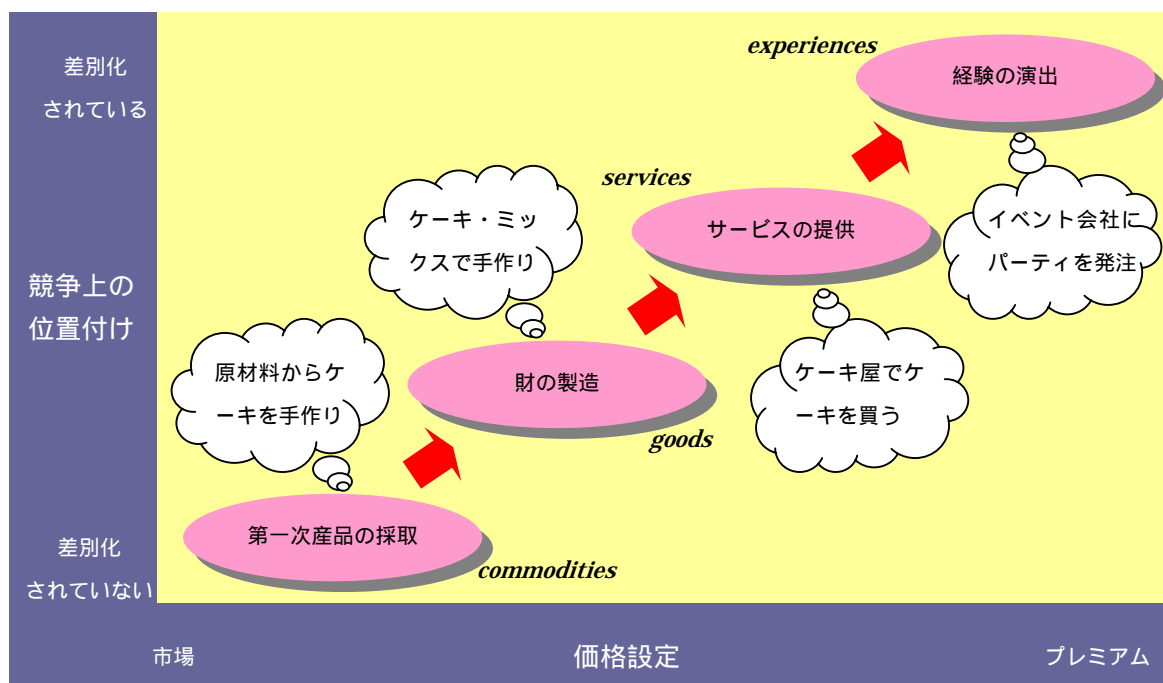 差別化
されている
競争上の
位置付け
差別化
されていない
experiences
経験の演出
services
サービスの提供
イベント会社に
パーティを発注
ケーキ・ミッ
クスで手作り
財の製造
goods
ケーキ屋でケ
ーキを買う
原材料からケ
ーキを手作り
第一次産品の採取
commodities
市場
価格設定
プレミアム